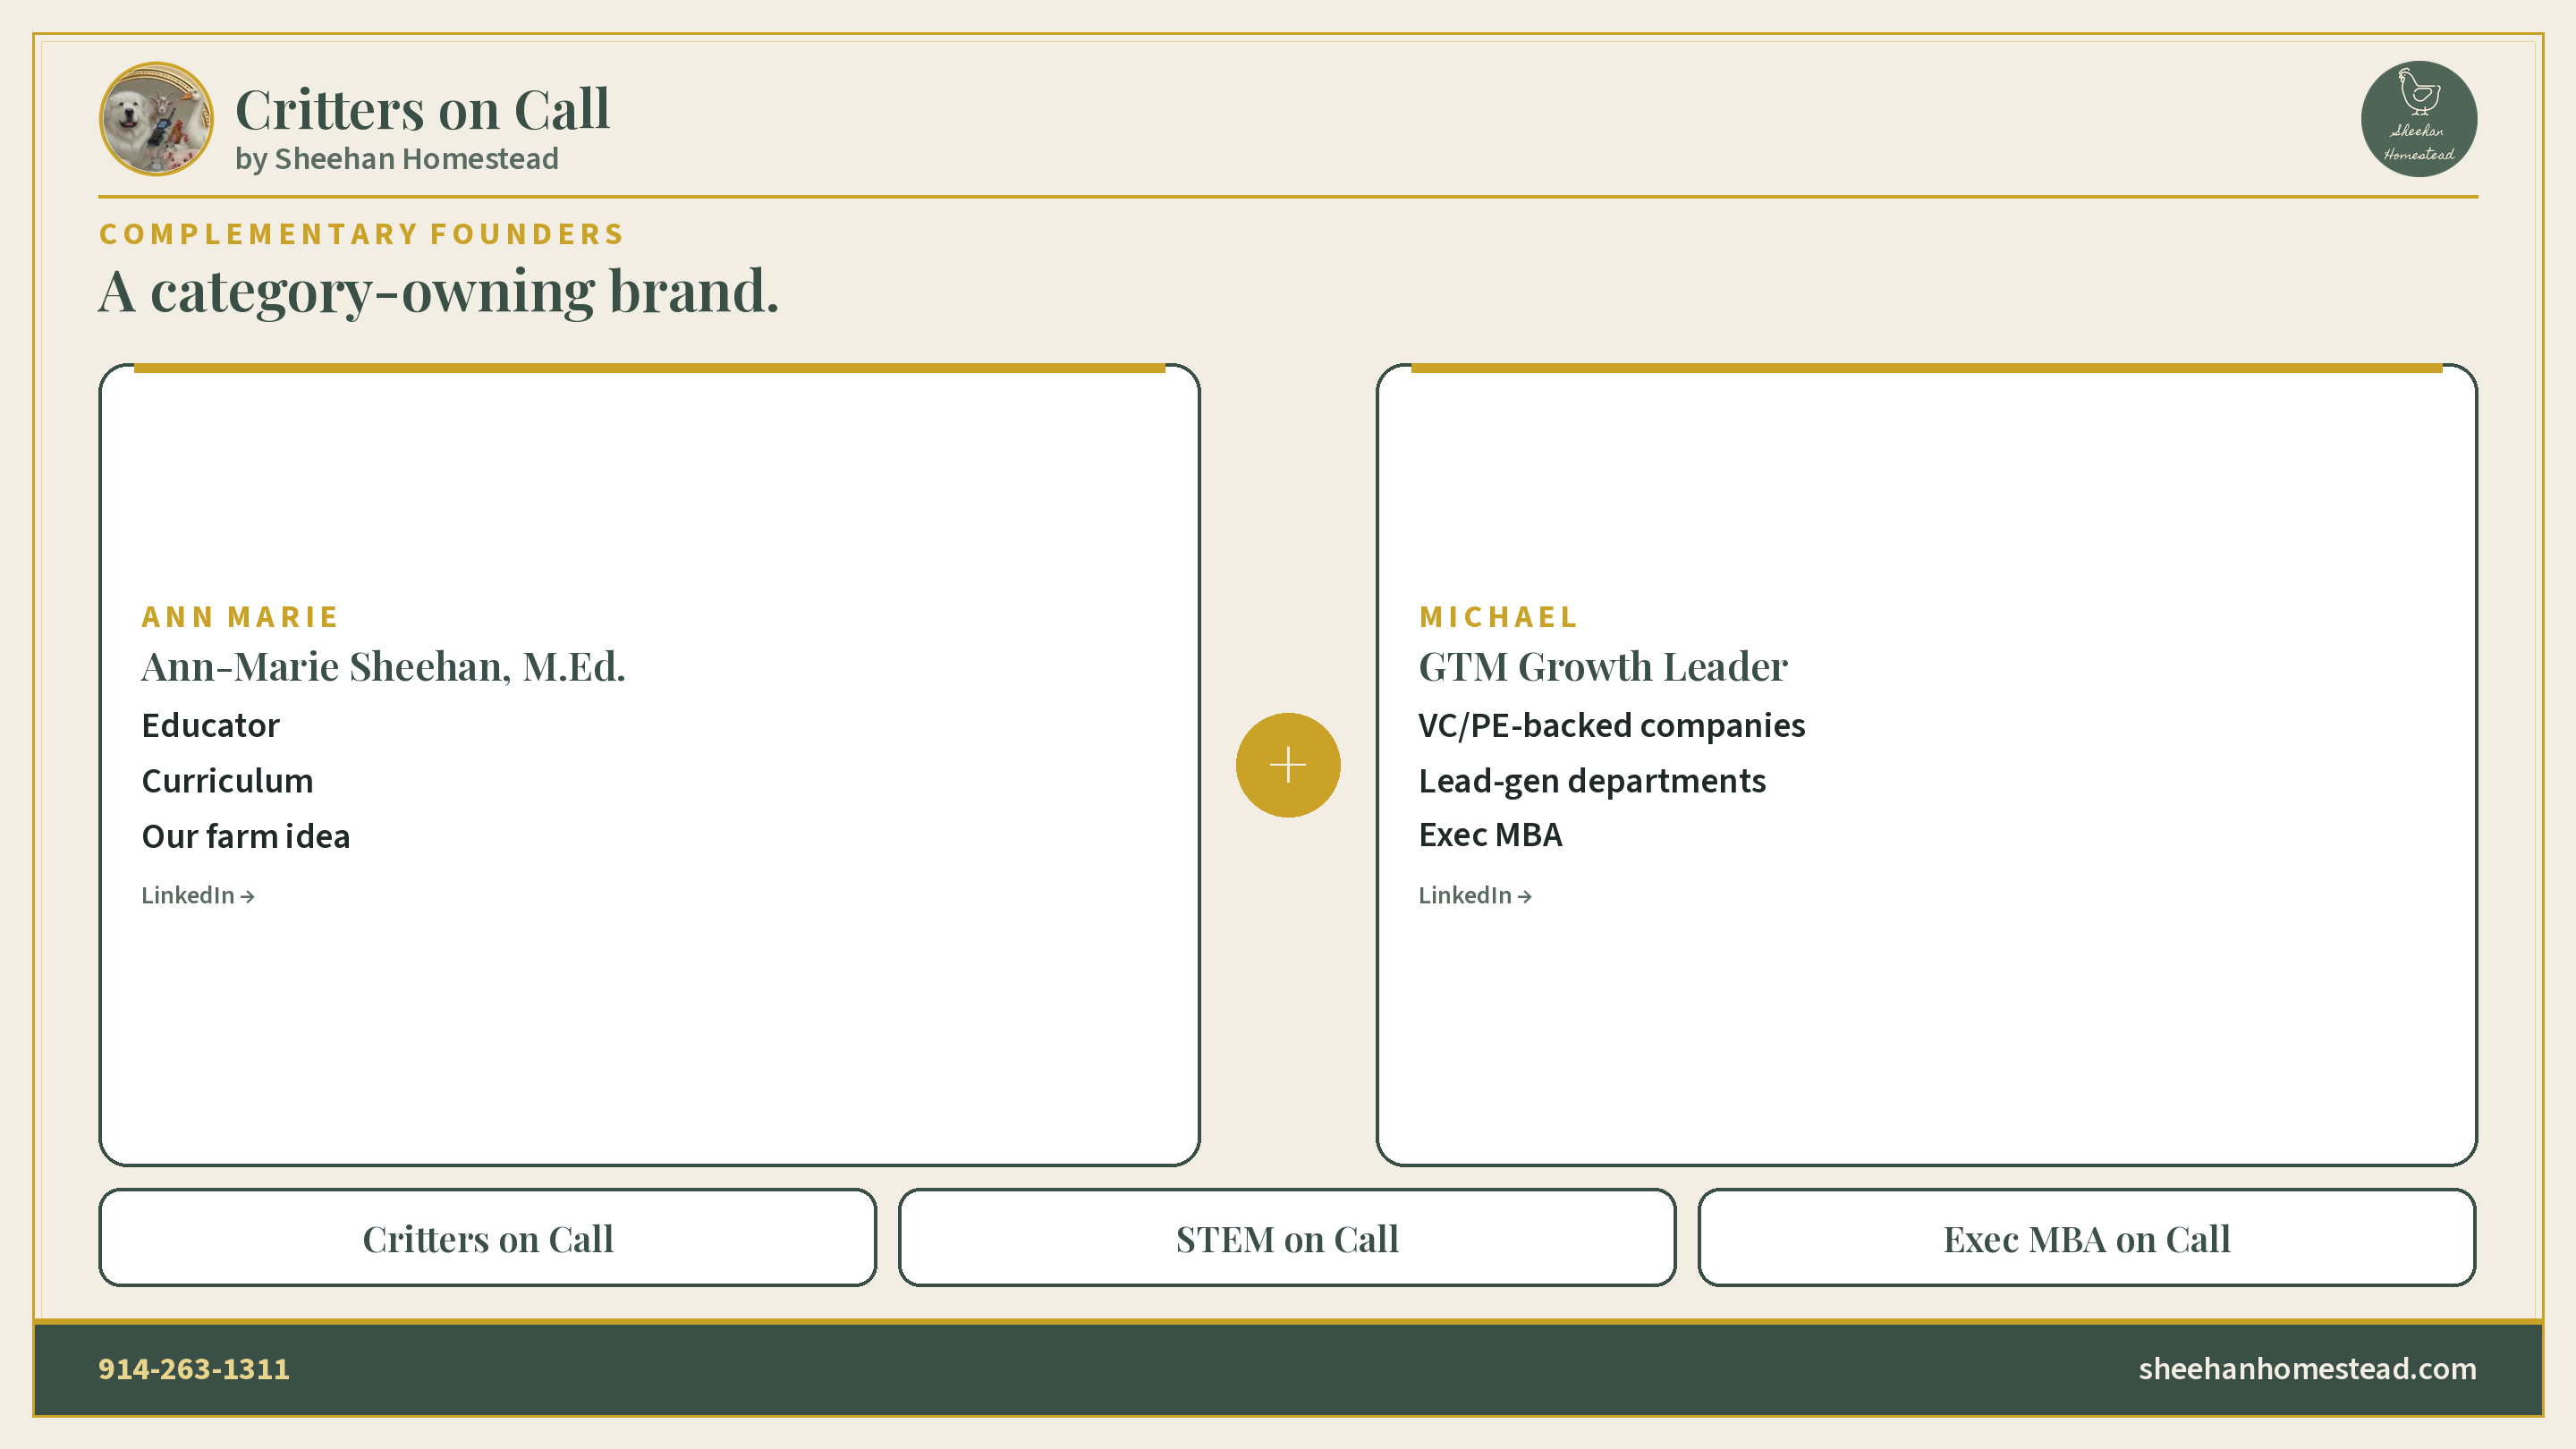 Critters on Call
by Sheehan Homestead
Sheehan
Homestead
COMPLEMENTARY FOUNDERS
A category-owning brand.
ANN MARIE
Ann-Marie Sheehan, M.Ed.
Educator
Curriculum
Our farm idea
LinkedIn →
+
MICHAEL
GTM Growth Leader
VC/PE-backed companies
Lead-gen departments
Exec MBA
LinkedIn →
Critters on Call
STEM on Call
Exec MBA on Call
914-263-1311
sheehanhomestead.com